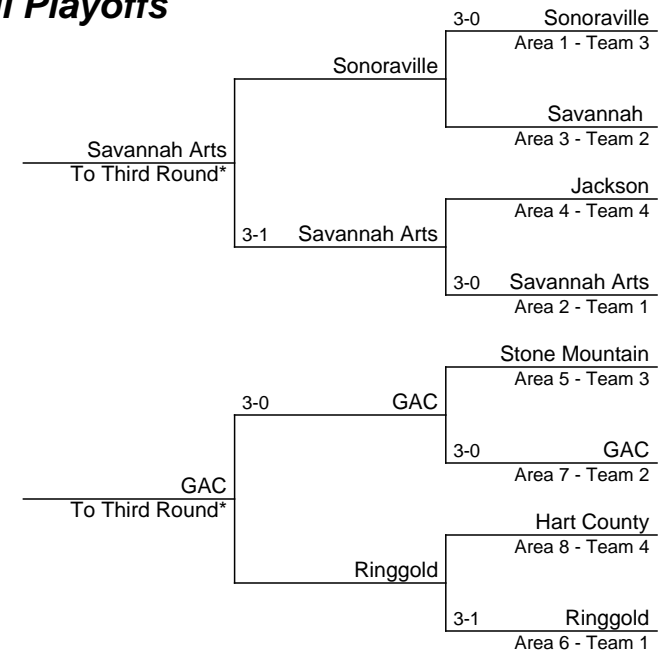 Playoffs
3-0 Sonoraville
Area 1 - Team 3
Sonoraville
Savannah
Area 3 - Team 2
Savannah Arts
To Third Round*
Jackson
Area 4 - Team 4
3-1 Savannah Arts
3-0 Savannah Arts
Area 2 - Team 1
Stone Mountain
Area 5 - Team 3
3-0 GAC
3-0 GAC
Area 7 - Team 2
GAC
To Third Round*
Hart County
Area 8 - Team 4
Ringgold
3-1 Ringgold
Area 6 - Team 1